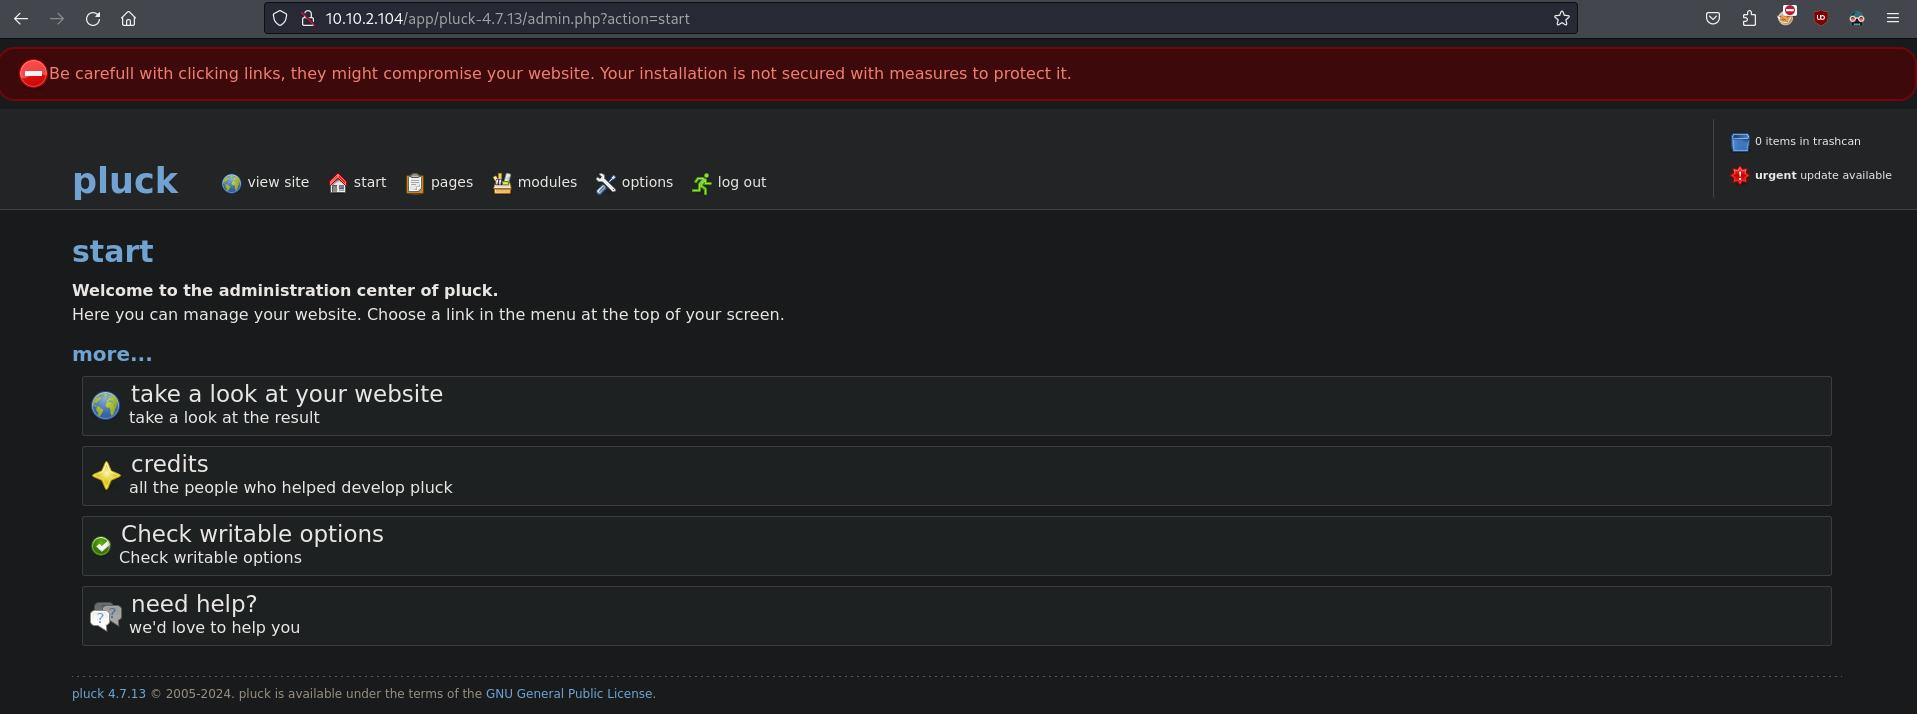 10.10.2.104/app/pluck-4.7.13/admin.php?action=start
Be carefull with clicking links, they might compromise your website. Your installation is not secured with measures to protect it.
0 items in trashcan
urgent update available
pluck view site start pages modules options log out
start
Welcome to the administration center of pluck.
Here you can manage your website. Choose a link in the menu at the top of your screen.
more...
take a look at your website
take a look at the result
credits
all the people who helped develop pluck
Check writable options
Check writable options
need help?
we'd love to help you
pluck 4.7.13 © 2005-2024. pluck is available under the terms of the GNU General Public License.